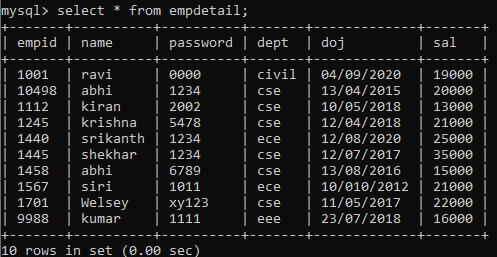 mysql> select * from empdetail;
+-------+----------+----------+-------+------------+-------+
| empid | name     | password | dept  | doj        | sal   |
+-------+----------+----------+-------+------------+-------+
| 1001  | ravi     | 0000     | civil | 04/09/2020 | 19000 |
| 10498 | abhi     | 1234     | cse   | 13/04/2015 | 20000 |
| 1112  | kiran    | 2002     | cse   | 10/05/2018 | 13000 |
| 1245  | krishna  | 5478     | cse   | 12/04/2018 | 21000 |
| 1440  | srikanth | 1234     | ece   | 12/08/2020 | 25000 |
| 1445  | shekhar  | 1234     | cse   | 12/07/2017 | 35000 |
| 1458  | abhi     | 6789     | cse   | 13/08/2016 | 15000 |
| 1567  | siri     | 1011     | ece   | 10/010/2012 | 21000 |
| 1701  | Welsey   | xy123    | cse   | 11/05/2017 | 22000 |
| 9988  | kumar    | 1111     | eee   | 23/07/2018 | 16000 |
+-------+----------+----------+-------+------------+-------+
10 rows in set (0.00 sec)